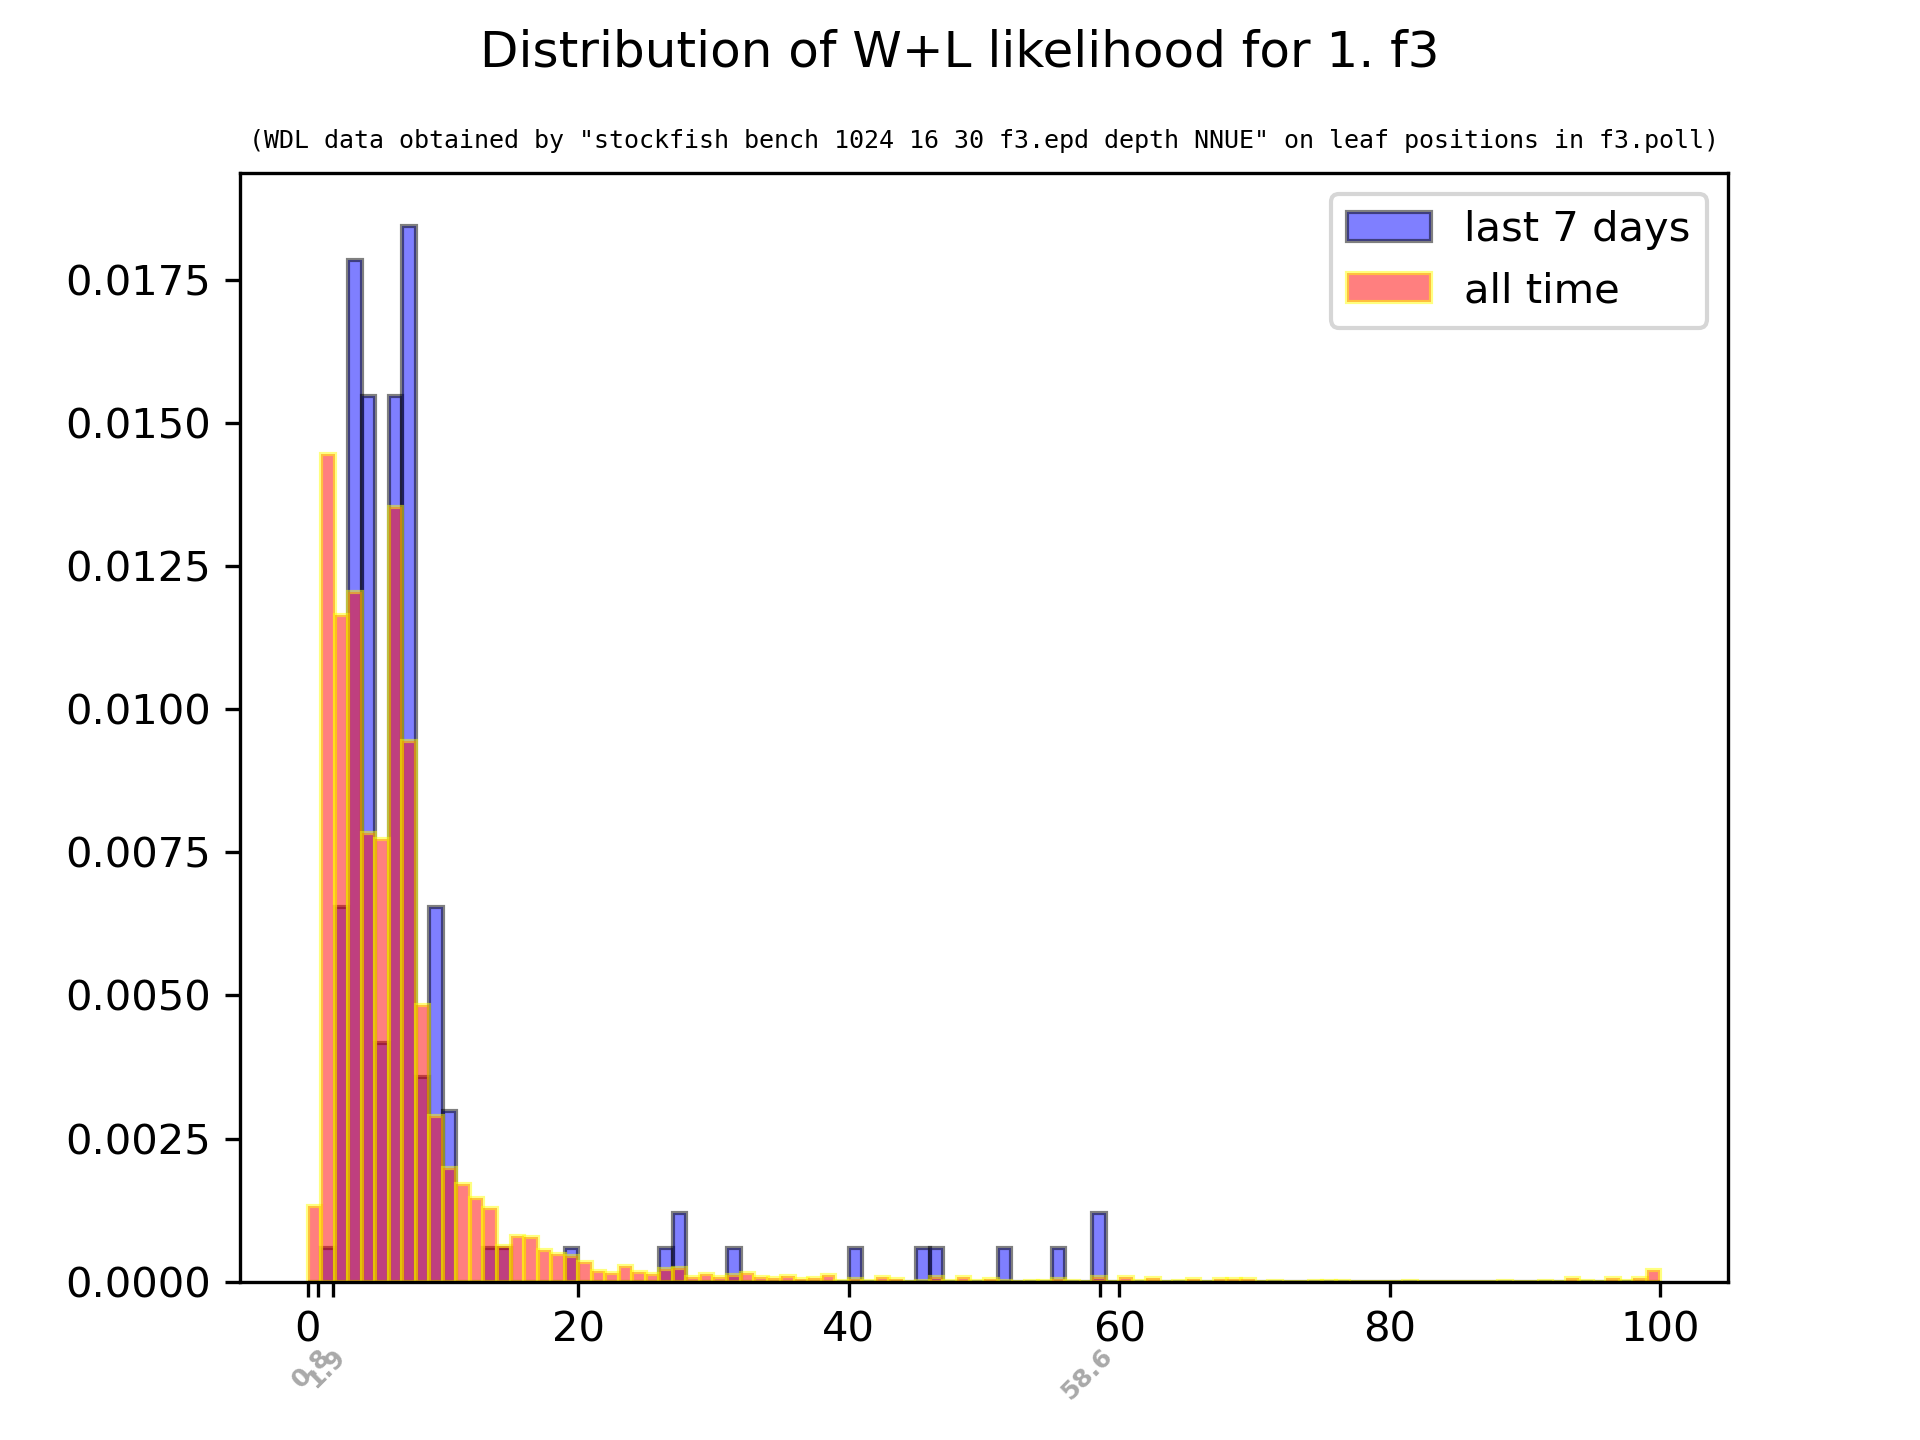 Distribution of W+L likelihood for 1. f3
(WDL data obtained by "stockfish bench 1024 16 30 f3.epd depth NNUE" on leaf positions in f3.poll)
last 7 days
all time
0.0175
0.0150
0.0125
0.0100
0.0075
0.0050
0.0025
0.0000
0 20 40 60 80 100
0.8 1.9 58.6